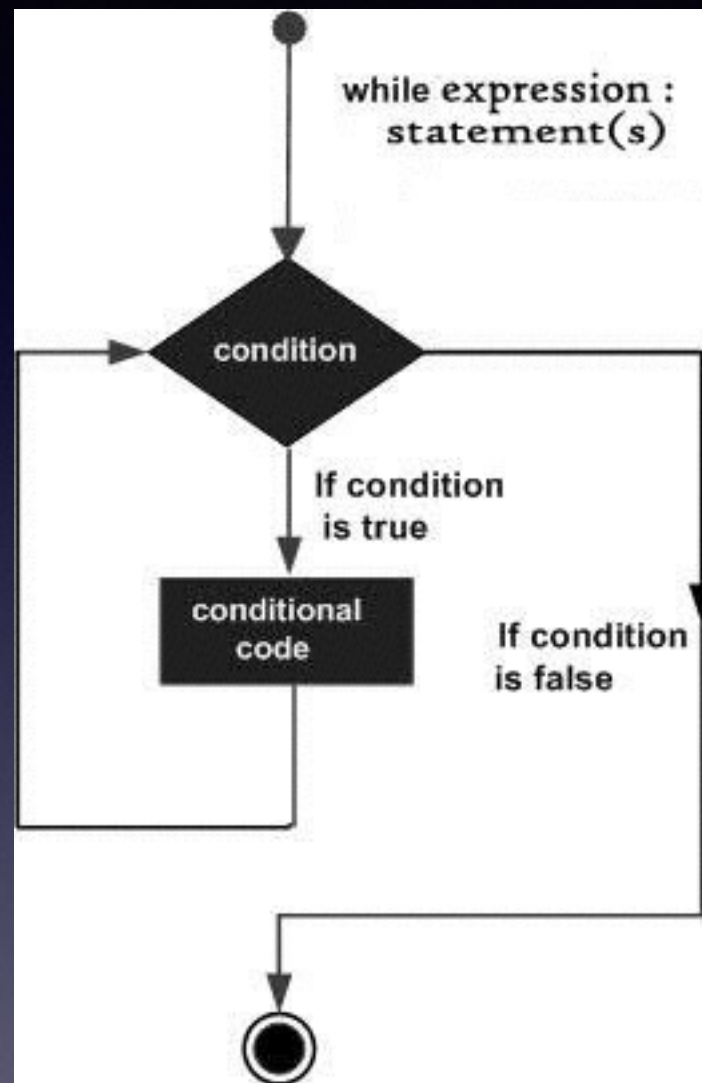 while expression :
statement(s)
condition
If condition
is true
conditional
code
If condition
is false